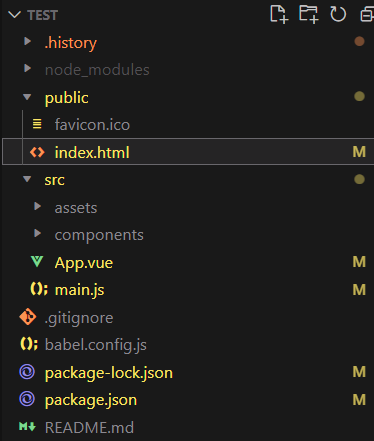 TEST
.history
node_modules
public
favicon.ico
index.html M
src
assets
components
App.vue M
main.js M
.gitignore
babel.config.js
package-lock.json M
package.json M
README.md